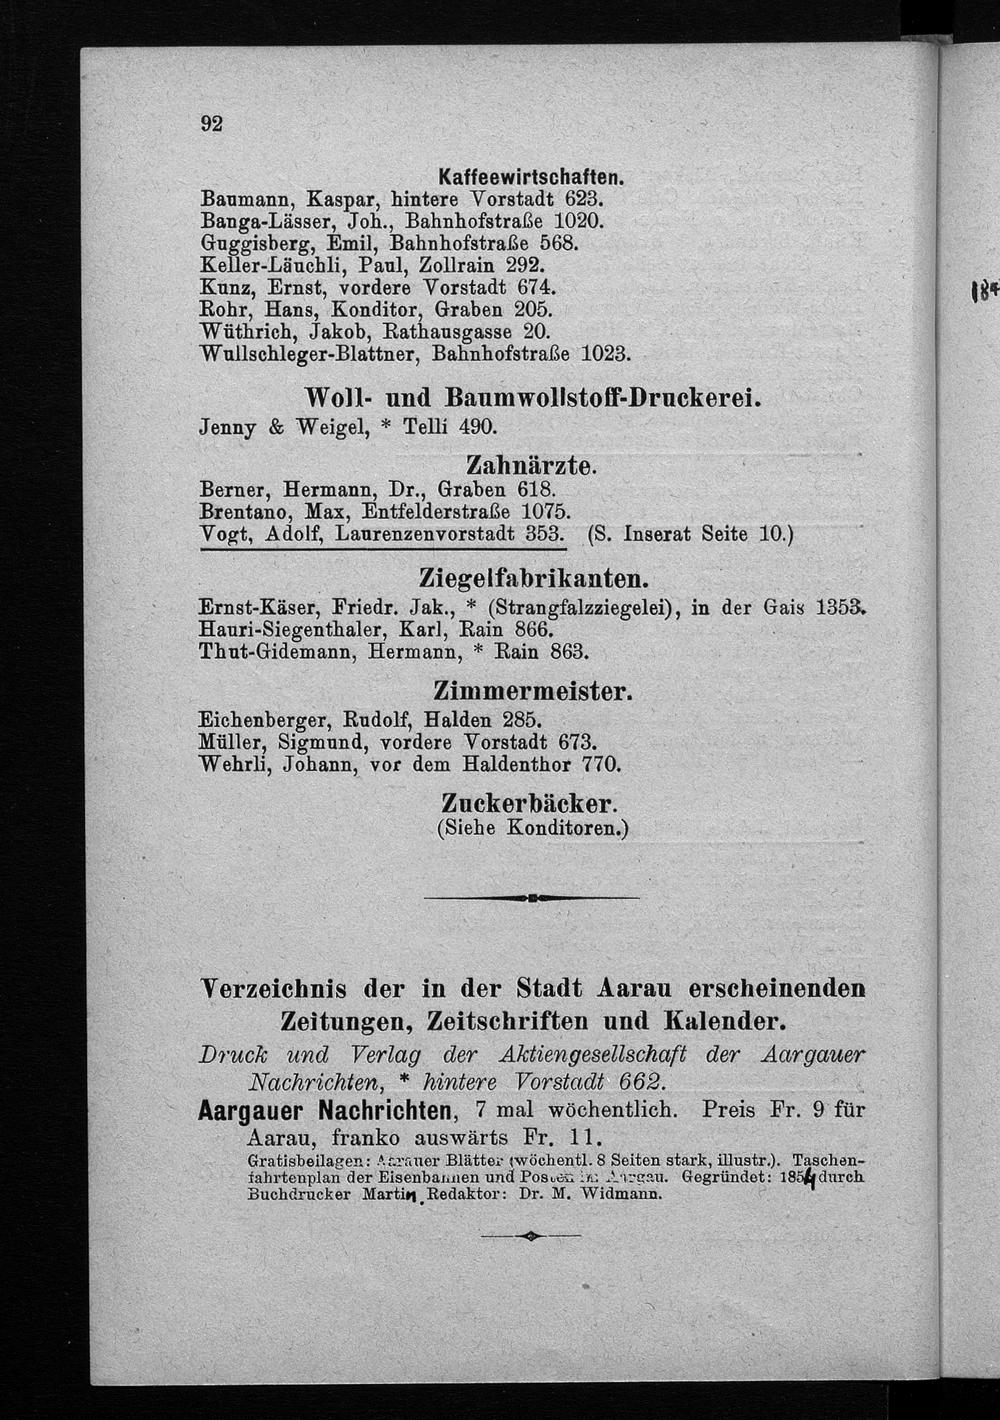 92
Kaffeewirtschaften.
Baumann, Kaspar, hintere Vorstadt 623.
Banga-Lässer, Joh., Bahnhofstraße 1020.
Guggisberg, Emil, Bahnhofstraße 568.
Keller-Läuchli, Paul, Zollrain 292.
Kunz, Ernst, vordere Vorstadt 674.
Rohr, Hans, Konditor, Graben 205.
Wüthrich, Jakob, Rathausgasse 20.
Wullschleger-Blattner, Bahnhofstraße 1023.
Woll- und Baumwollstoff-Druckerei.
Jenny & Weigel, * Telli 490.
Zahnärzte.
Berner, Hermann, Dr., Graben 618.
Brentano, Max, Entfelderstraße 1075.
Vogt, Adolf, Laurenzenvorstadt 353. (S. Inserat Seite 10.)
Ziegelfabrikanten.
Ernst-Käser, Friedr. Jak., * (Strangfalzziegelei), in der Gais 1353.
Hauri-Siegenthaler, Karl, Rain 866.
Thut-Gidemann, Hermann, * Rain 863.
Zimmermeister.
Eichenberger, Rudolf, Halden 285.
Müller, Sigmund, vordere Vorstadt 673.
Wehrli, Johann, vor dem Haldenthor 770.
Zuckerbäcker.
(Siehe Konditoren.)
Verzeichnis der in der Stadt Aarau erscheinenden
Zeitungen, Zeitschriften und Kalender.
Druck und Verlag der Aktiengesellschaft der Aargauer
Nachrichten, * hintere Vorstadt 662.
Aargauer Nachrichten, 7 mal wöchentlich. Preis Fr. 9 für
Aarau, franko auswärts Fr. 11.
Gratisbeilagen: Aarauer Blätter (wöchentl. 8 Seiten stark, illustr.). Taschen-
fahrtenplan der Eisenbahnen und Posten im Aargau. Gegründet: 1854 durch
Buchdrucker Martin, Redaktor: Dr. M. Widmann.